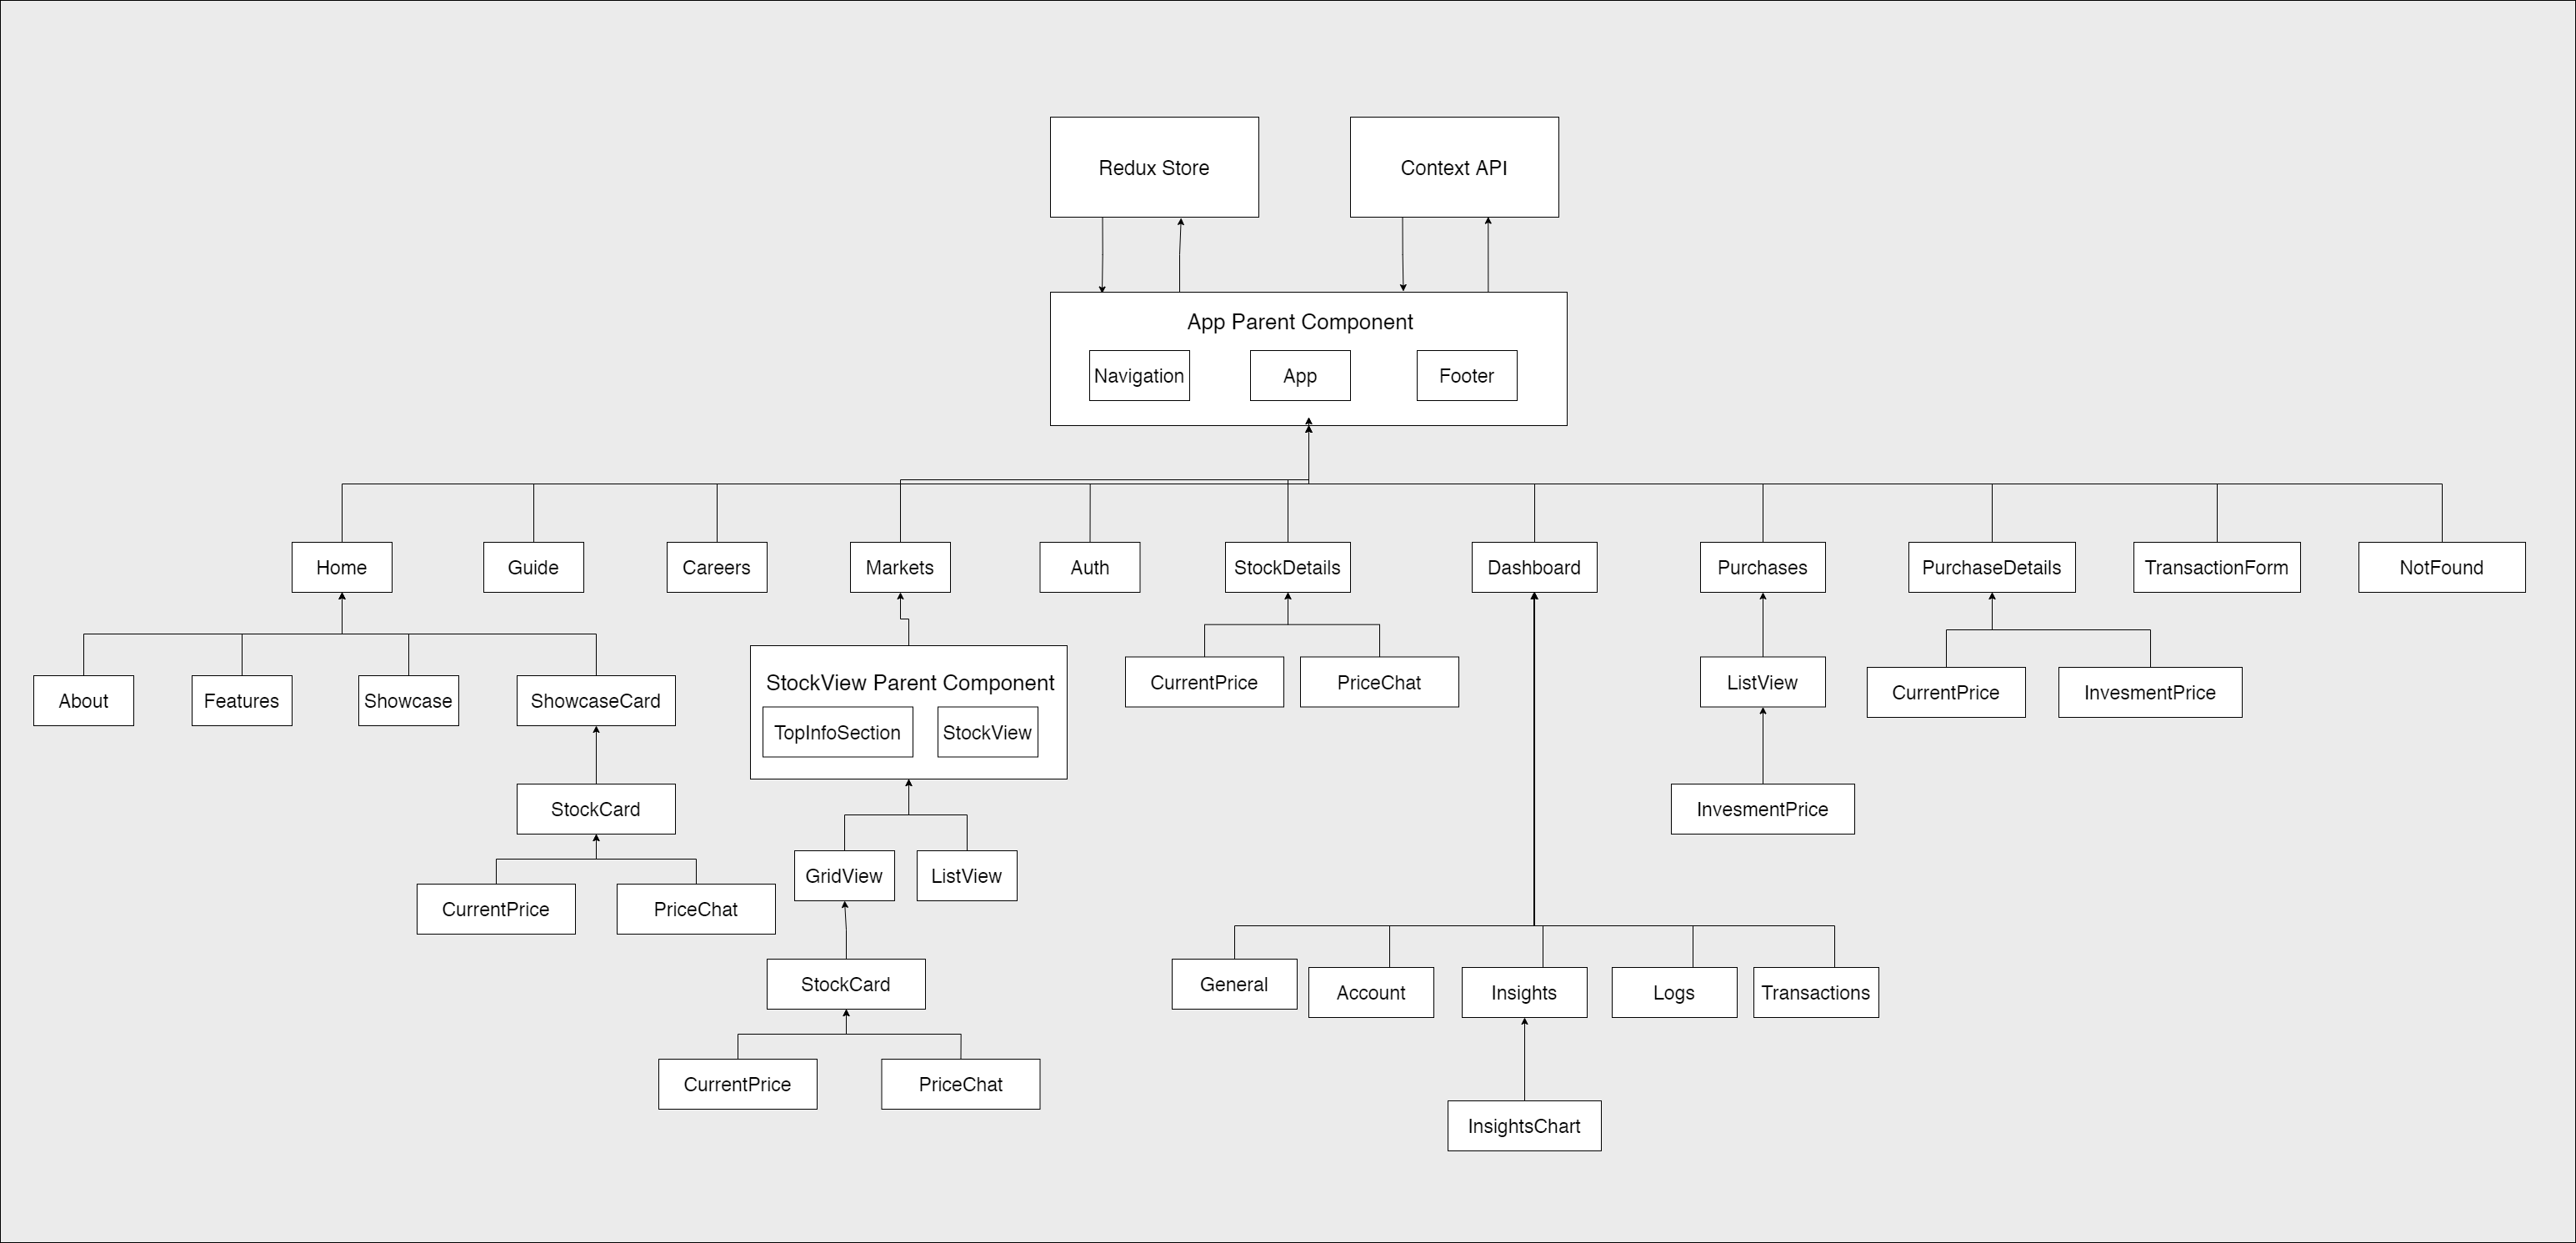 Redux Store
Context API
App Parent Component
Navigation
App
Footer
Home
Guide
Careers
Markets
Auth
StockDetails
Dashboard
Purchases
PurchaseDetails
TransactionForm
NotFound
About
Features
Showcase
ShowcaseCard
StockView Parent Component
TopInfoSection
StockView
CurrentPrice
PriceChat
ListView
CurrentPrice
InvesmentPrice
StockCard
InvesmentPrice
GridView
ListView
CurrentPrice
PriceChat
StockCard
General
Account
Insights
Logs
Transactions
CurrentPrice
PriceChat
InsightsChart